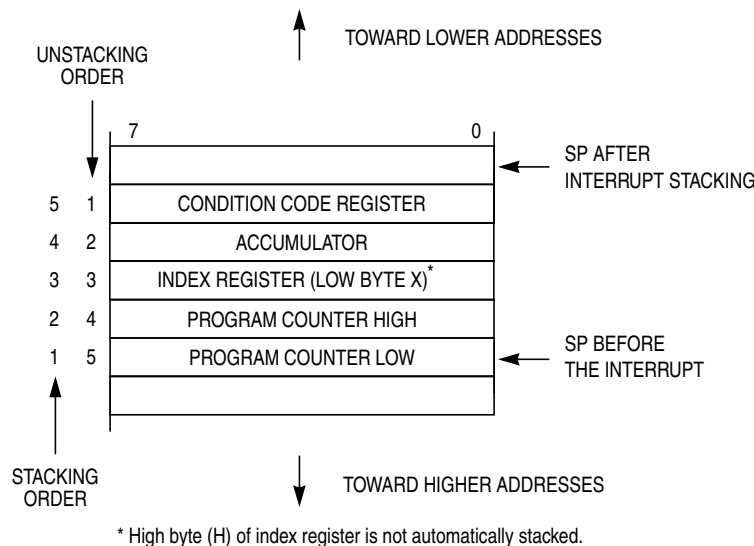 TOWARD LOWER ADDRESSES
UNSTACKING
ORDER
7 0
SP AFTER
INTERRUPT STACKING
5 1 CONDITION CODE REGISTER
4 2 ACCUMULATOR
3 3 INDEX REGISTER (LOW BYTE X)*
2 4 PROGRAM COUNTER HIGH
1 5 PROGRAM COUNTER LOW
SP BEFORE
THE INTERRUPT
STACKING
ORDER
TOWARD HIGHER ADDRESSES
* High byte (H) of index register is not automatically stacked.